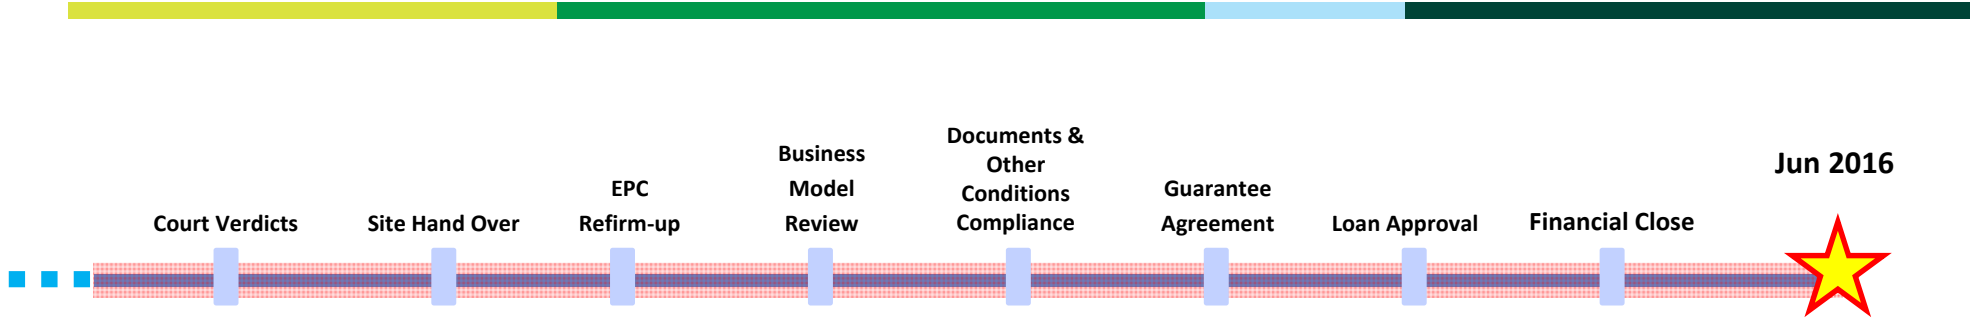 Court Verdicts
Site Hand Over
EPC
Refirm-up
Business
Model
Review
Documents &
Other
Conditions
Compliance
Guarantee
Agreement
Loan Approval
Financial Close
Jun 2016